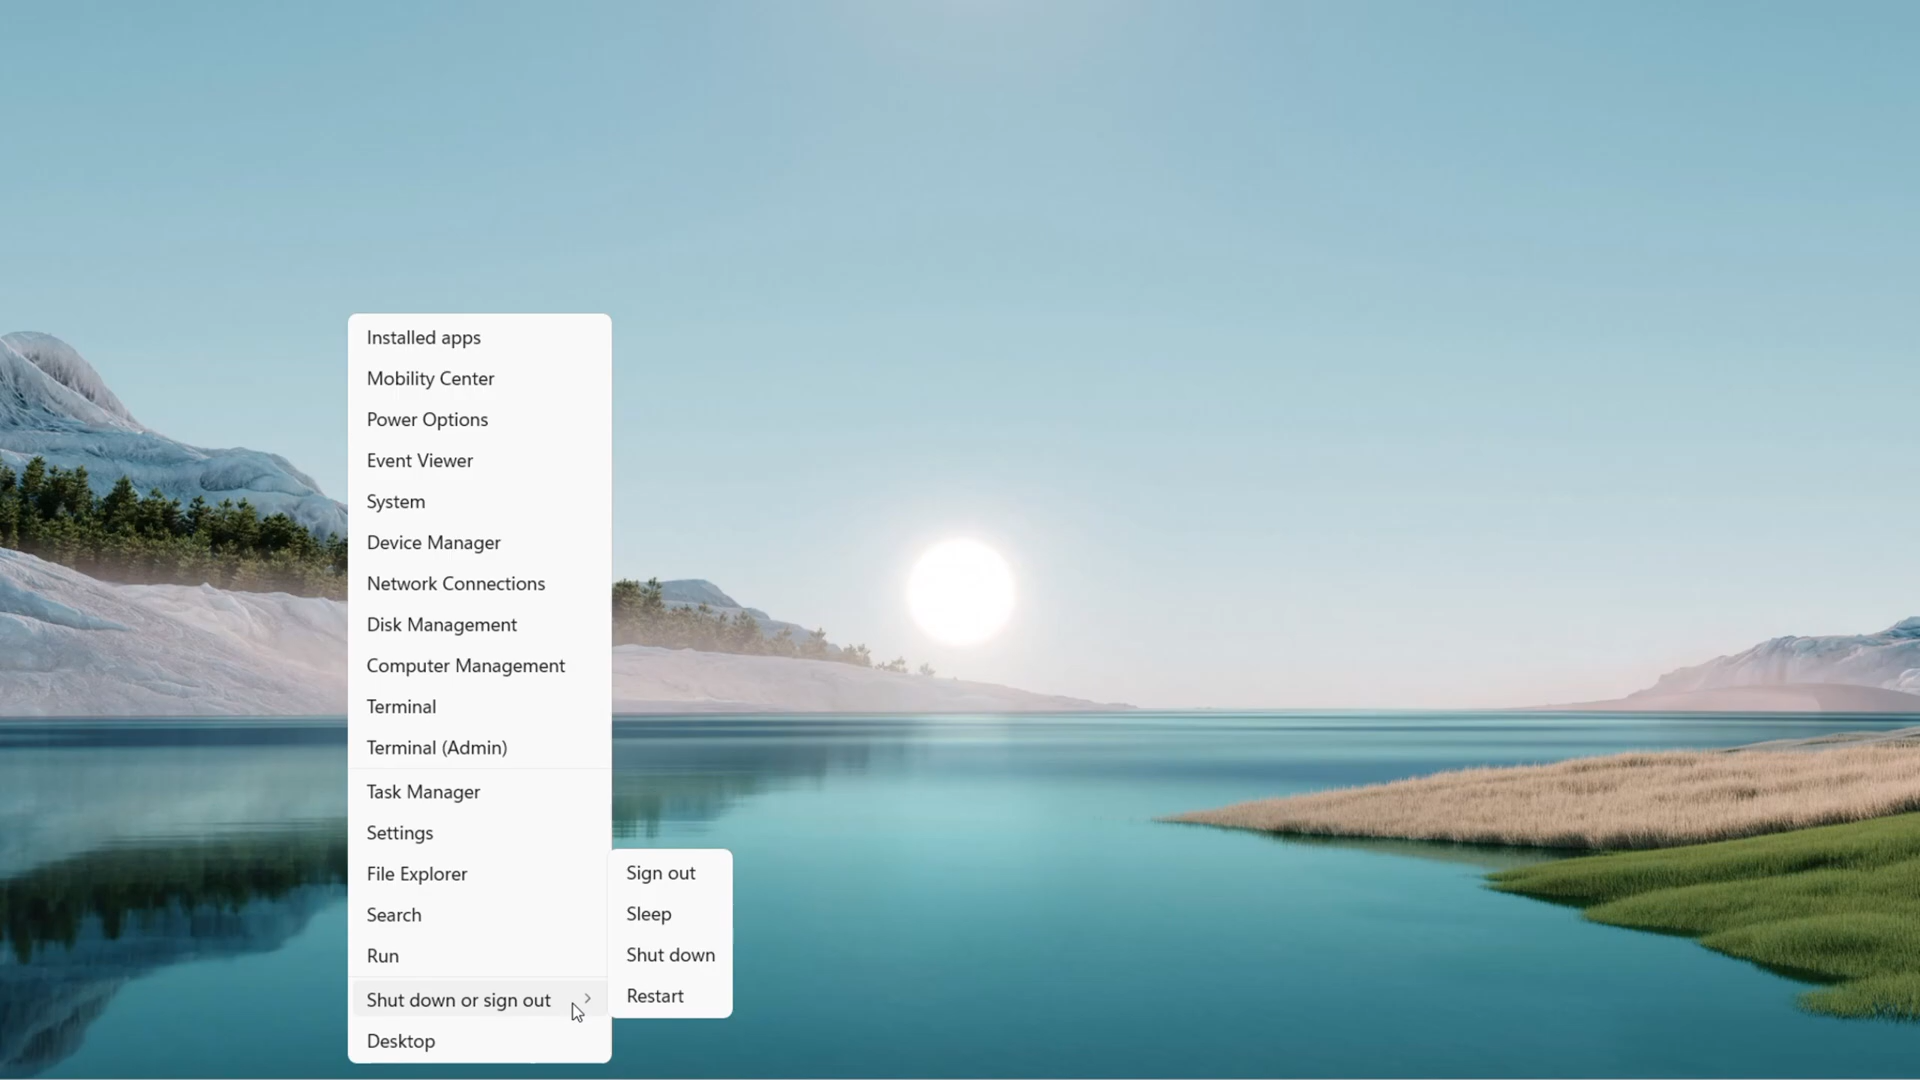 Installed apps
Mobility Center
Power Options
Event Viewer
System
Device Manager
Network Connections
Disk Management
Computer Management
Terminal
Terminal (Admin)
Task Manager
Settings
File Explorer
Search
Run
Shut down or sign out
Desktop
Sign out
Sleep
Shut down
Restart